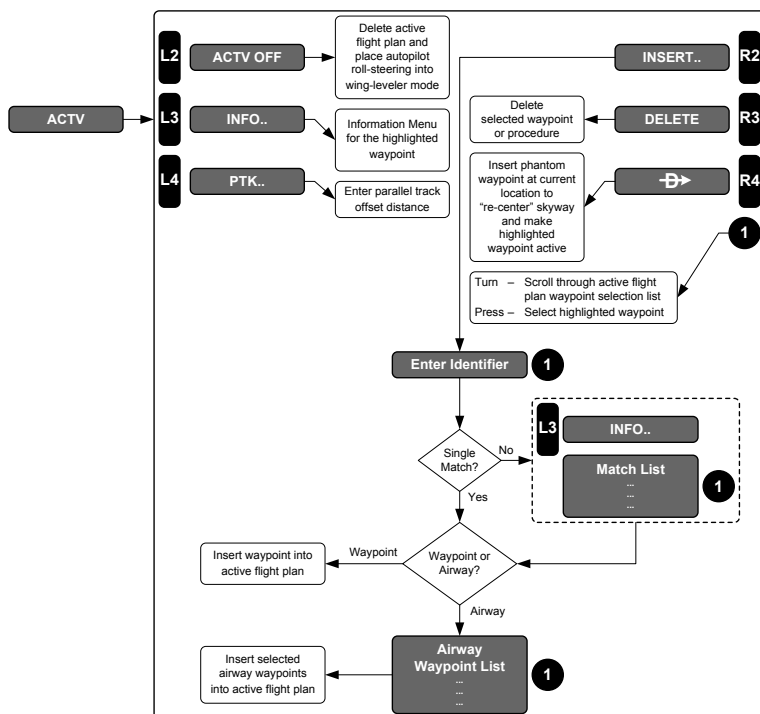 ACTV
L2
ACTV OFF
Delete active
flight plan and
place autopilot
roll-steering into
wing-leveler mode
L3
INFO..
Information Menu
for the highlighted
waypoint
L4
PTK..
Enter parallel track
offset distance
INSERT..
R2
Delete
selected waypoint
or procedure
DELETE
R3
Insert phantom
waypoint at current
location to
“re-center” skyway
and make
highlighted
waypoint active
D
R4
1
Turn – Scroll through active flight
plan waypoint selection list
Press – Select highlighted waypoint
Enter Identifier
1
Single
Match?
No
Yes
L3
INFO..
Match List
...
...
...
1
Waypoint or
Airway?
Waypoint
Insert waypoint into
active flight plan
Airway
Airway
Waypoint List
...
...
...
1
Insert selected
airway waypoints
into active flight plan